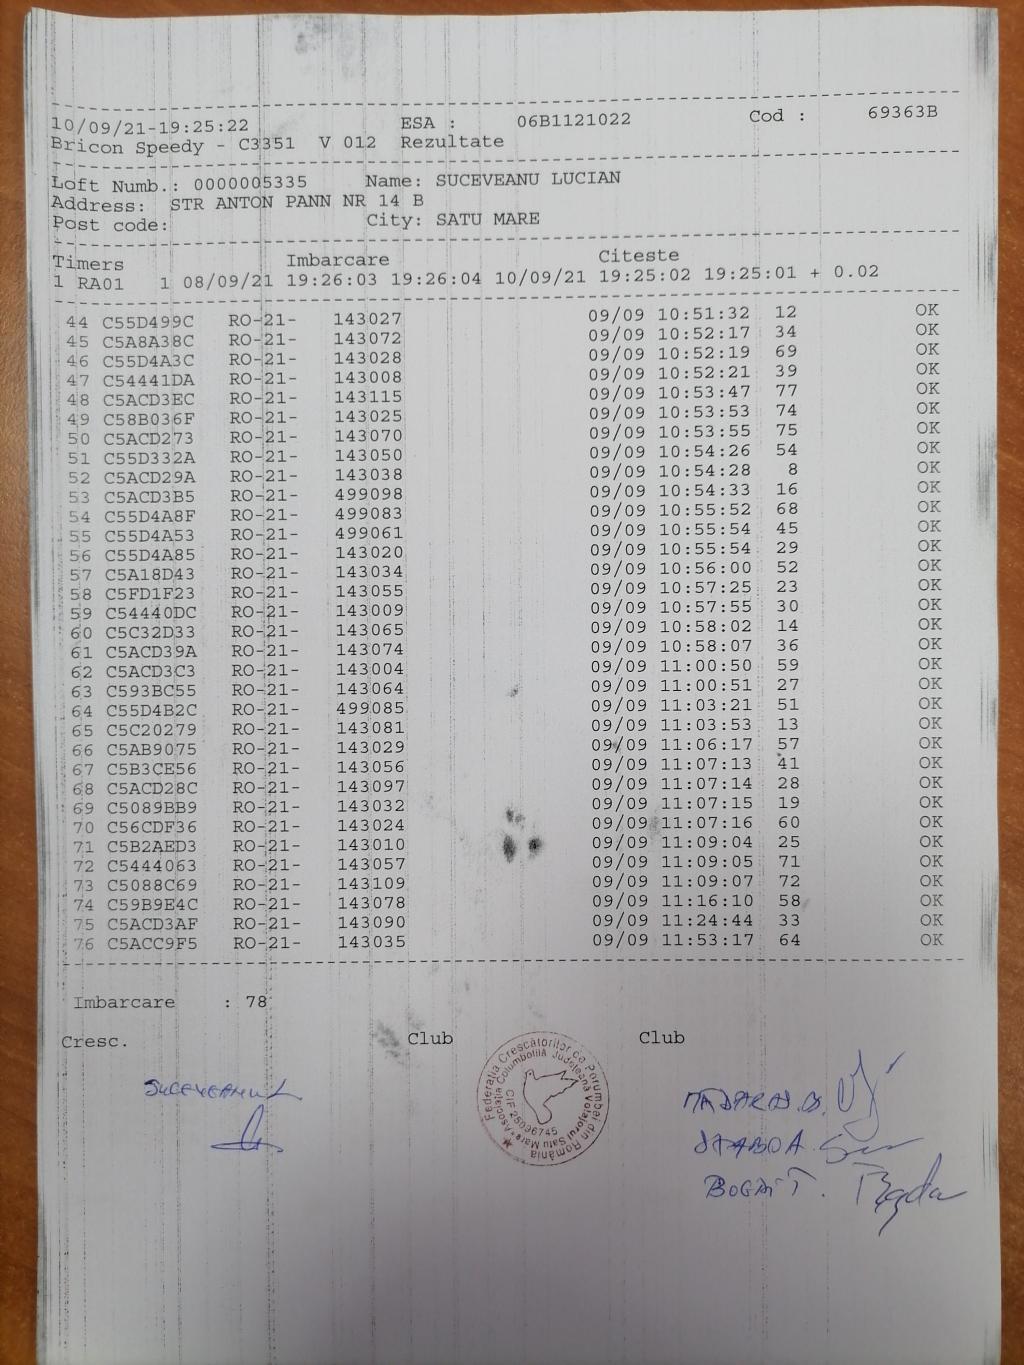 10/09/21-19:25:22 ESA : 06B1121022 Cod : 69363B
Bricon Speedy - C3351 V 012 Rezultate
Loft Numb.: 0000005335 Name: SUCEVEANU LUCIAN
Address: STR ANTON PANN NR 14 B
Post code: City: SATU MARE
Timers Imbarcare Citeste
1 RA01 1 08/09/21 19:26:03 19:26:04 10/09/21 19:25:02 19:25:01 + 0.02
44 C55D499C RO-21- 143027 09/09 10:51:32 12 OK
45 C5A8A38C RO-21- 143072 09/09 10:52:17 34 OK
46 C55D4A3C RO-21- 143028 09/09 10:52:19 69 OK
47 C54441DA RO-21- 143008 09/09 10:52:21 39 OK
48 C5ACD3EC RO-21- 143115 09/09 10:53:47 77 OK
49 C58B036F RO-21- 143025 09/09 10:53:53 74 OK
50 C5ACD273 RO-21- 143070 09/09 10:53:55 75 OK
51 C55D332A RO-21- 143050 09/09 10:54:26 54 OK
52 C5ACD29A RO-21- 143038 09/09 10:54:28 8 OK
53 C5ACD3B5 RO-21- 499098 09/09 10:54:33 16 OK
54 C55D4A8F RO-21- 499083 09/09 10:55:52 68 OK
55 C55D4A53 RO-21- 499061 09/09 10:55:54 45 OK
56 C55D4A85 RO-21- 143020 09/09 10:55:54 29 OK
57 C5A18D43 RO-21- 143034 09/09 10:56:00 52 OK
58 C5FD1F23 RO-21- 143055 09/09 10:57:25 23 OK
59 C54440DC RO-21- 143009 09/09 10:57:55 30 OK
60 C5C32D33 RO-21- 143065 09/09 10:58:02 14 OK
61 C5ACD39A RO-21- 143074 09/09 10:58:07 36 OK
62 C5ACD3C3 RO-21- 143004 09/09 11:00:50 59 OK
63 C593BC55 RO-21- 143064 09/09 11:00:51 27 OK
64 C55D4B2C RO-21- 499085 09/09 11:03:21 51 OK
65 C5C20279 RO-21- 143081 09/09 11:03:53 13 OK
66 C5AB9075 RO-21- 143029 09/09 11:06:17 57 OK
67 C5B3CE56 RO-21- 143056 09/09 11:07:13 41 OK
68 C5ACD28C RO-21- 143097 09/09 11:07:14 28 OK
69 C5089BB9 RO-21- 143032 09/09 11:07:15 19 OK
70 C56CDF36 RO-21- 143024 09/09 11:07:16 60 OK
71 C5B2AED3 RO-21- 143010 09/09 11:09:04 25 OK
72 C5444063 RO-21- 143057 09/09 11:09:05 71 OK
73 C5088C69 RO-21- 143109 09/09 11:09:07 72 OK
74 C59B9E4C RO-21- 143078 09/09 11:16:10 58 OK
75 C5ACD3AF RO-21- 143090 09/09 11:24:44 33 OK
76 C5ACC9F5 RO-21- 143035 09/09 11:53:17 64 OK
Imbarcare : 78
Cresc. Club Club
Federația Crescătorilor de Porumbei din România
Asociația Columbofilă Județeană Voiajorul Satu Mare
CIF 25096745
SUCEVEANU L